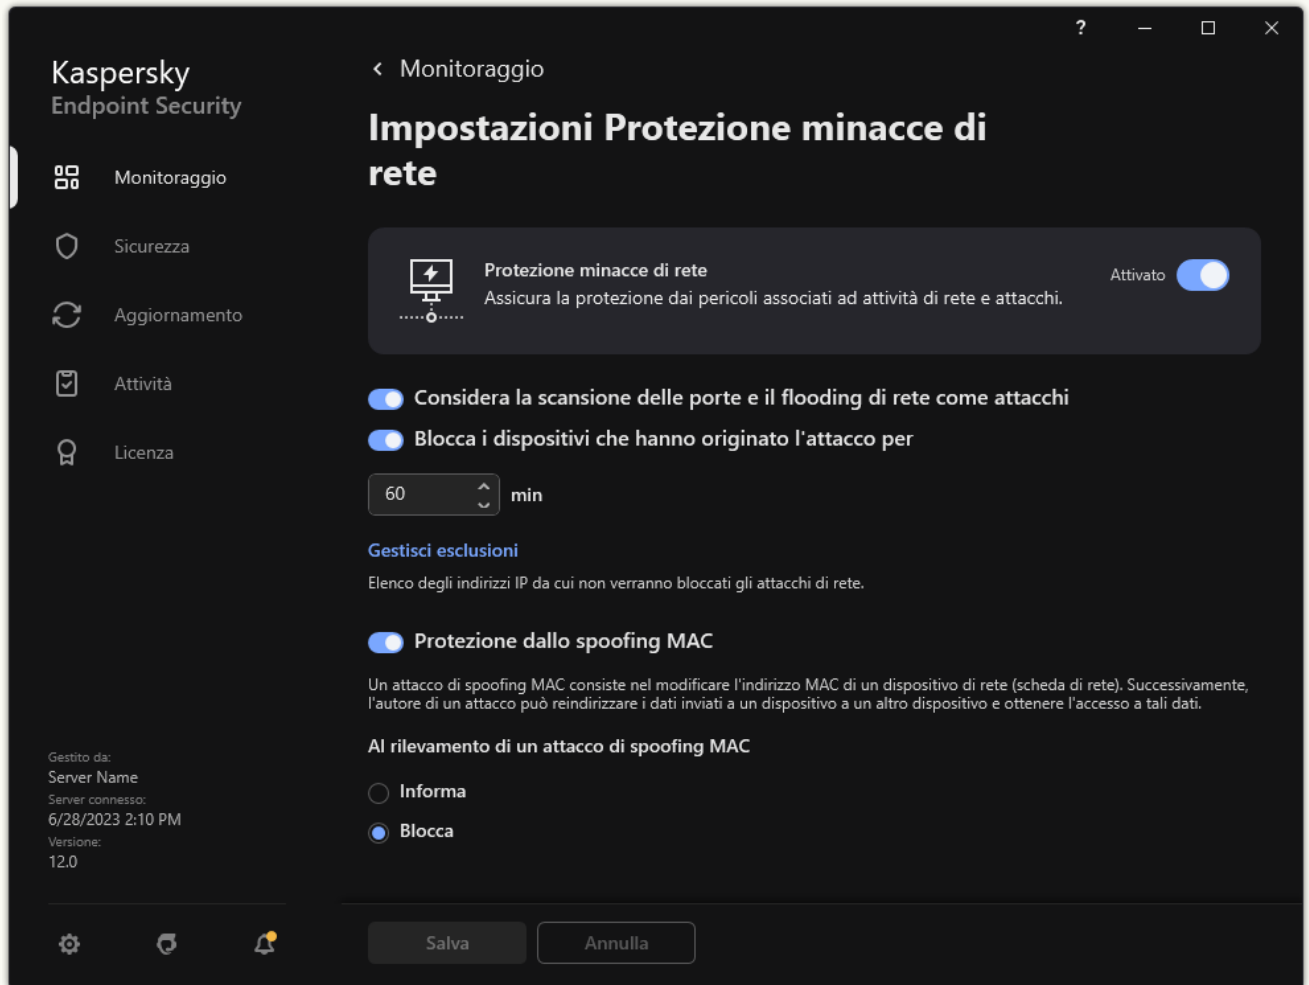 ?
Kaspersky
Endpoint Security
Monitoraggio
Sicurezza
Aggiornamento
Attività
Licenza
Gestito da:
Server Name
Server connesso:
6/28/2023 2:10 PM
Versione:
12.0
Monitoraggio
Impostazioni Protezione minacce di
rete
Protezione minacce di rete
Assicura la protezione dai pericoli associati ad attività di rete e attacchi.
Attivato
Considera la scansione delle porte e il flooding di rete come attacchi
Blocca i dispositivi che hanno originato l'attacco per
60 min
Gestisci esclusioni
Elenco degli indirizzi IP da cui non verranno bloccati gli attacchi di rete.
Protezione dallo spoofing MAC
Un attacco di spoofing MAC consiste nel modificare l'indirizzo MAC di un dispositivo di rete (scheda di rete). Successivamente,
l'autore di un attacco può reindirizzare i dati inviati a un dispositivo a un altro dispositivo e ottenere l'accesso a tali dati.
Al rilevamento di un attacco di spoofing MAC
Informa
Blocca
Salva
Annulla